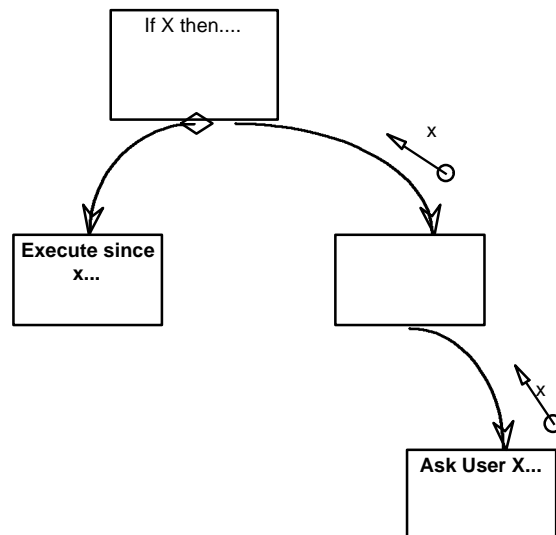 If X then....
x
Execute since
x...
x
Ask User X...